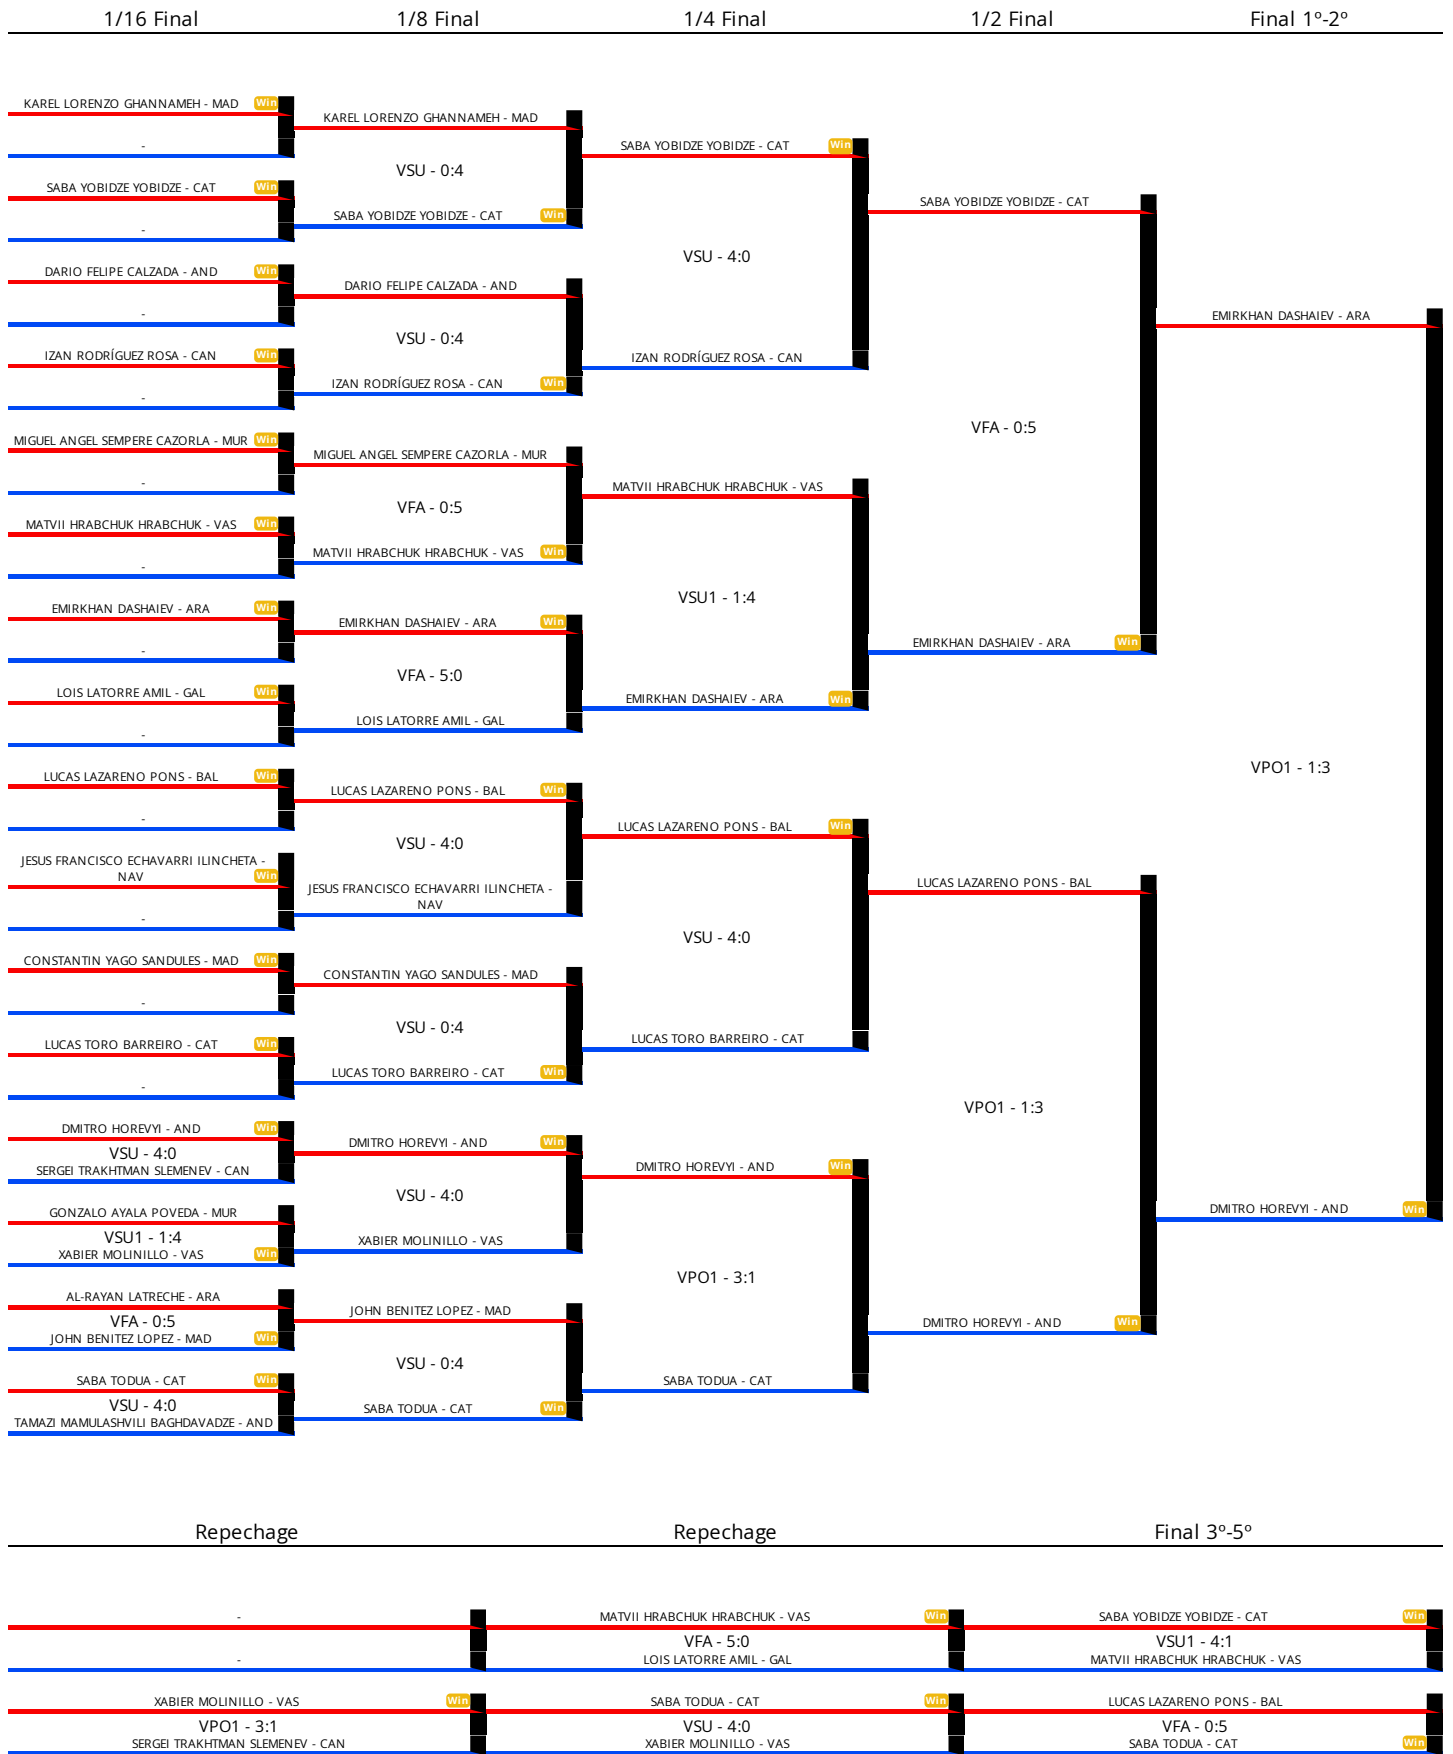 1/16 Final
1/8 Final
1/4 Final
1/2 Final
Final 1º-2º
KAREL LORENZO GHANNAMEH - MAD
Win
-
SABA YOBIDZE YOBIDZE - CAT
Win
-
DARIO FELIPE CALZADA - AND
Win
-
IZAN RODRÍGUEZ ROSA - CAN
Win
-
MIGUEL ANGEL SEMPERE CAZORLA - MUR
Win
-
MATVII HRABCHUK HRABCHUK - VAS
Win
-
EMIRKHAN DASHAIEV - ARA
Win
-
LOIS LATORRE AMIL - GAL
Win
-
LUCAS LAZARENO PONS - BAL
Win
-
JESUS FRANCISCO ECHAVARRI ILINCHETA -
NAV
Win
-
CONSTANTIN YAGO SANDULES - MAD
Win
-
LUCAS TORO BARREIRO - CAT
Win
-
DMITRO HOREVYI - AND
Win
VSU - 4:0
SERGEI TRAKHTMAN SLEMENEV - CAN
GONZALO AYALA POVEDA - MUR
VSU1 - 1:4
XABIER MOLINILLO - VAS
Win
AL-RAYAN LATRECHE - ARA
VFA - 0:5
JOHN BENITEZ LOPEZ - MAD
Win
SABA TODUA - CAT
Win
VSU - 4:0
TAMAZI MAMULASHVILI BAGHDAVADZE - AND
KAREL LORENZO GHANNAMEH - MAD
VSU - 0:4
SABA YOBIDZE YOBIDZE - CAT
Win
DARIO FELIPE CALZADA - AND
VSU - 0:4
IZAN RODRÍGUEZ ROSA - CAN
Win
MIGUEL ANGEL SEMPERE CAZORLA - MUR
VFA - 0:5
MATVII HRABCHUK HRABCHUK - VAS
Win
EMIRKHAN DASHAIEV - ARA
Win
VFA - 5:0
LOIS LATORRE AMIL - GAL
LUCAS LAZARENO PONS - BAL
Win
VSU - 4:0
JESUS FRANCISCO ECHAVARRI ILINCHETA -
NAV
CONSTANTIN YAGO SANDULES - MAD
VSU - 0:4
LUCAS TORO BARREIRO - CAT
Win
DMITRO HOREVYI - AND
Win
VSU - 4:0
XABIER MOLINILLO - VAS
JOHN BENITEZ LOPEZ - MAD
VSU - 0:4
SABA TODUA - CAT
Win
SABA YOBIDZE YOBIDZE - CAT
Win
VSU - 4:0
IZAN RODRÍGUEZ ROSA - CAN
MATVII HRABCHUK HRABCHUK - VAS
VSU1 - 1:4
EMIRKHAN DASHAIEV - ARA
Win
LUCAS LAZARENO PONS - BAL
Win
VSU - 4:0
LUCAS TORO BARREIRO - CAT
DMITRO HOREVYI - AND
Win
VPO1 - 3:1
SABA TODUA - CAT
SABA YOBIDZE YOBIDZE - CAT
VFA - 0:5
EMIRKHAN DASHAIEV - ARA
Win
LUCAS LAZARENO PONS - BAL
VPO1 - 1:3
DMITRO HOREVYI - AND
Win
EMIRKHAN DASHAIEV - ARA
VPO1 - 1:3
DMITRO HOREVYI - AND
Win
Repechage
Repechage
Final 3º-5º
-
-
XABIER MOLINILLO - VAS
Win
VPO1 - 3:1
SERGEI TRAKHTMAN SLEMENEV - CAN
MATVII HRABCHUK HRABCHUK - VAS
Win
VFA - 5:0
LOIS LATORRE AMIL - GAL
SABA TODUA - CAT
Win
VSU - 4:0
XABIER MOLINILLO - VAS
SABA YOBIDZE YOBIDZE - CAT
Win
VSU1 - 4:1
MATVII HRABCHUK HRABCHUK - VAS
LUCAS LAZARENO PONS - BAL
VFA - 0:5
SABA TODUA - CAT
Win